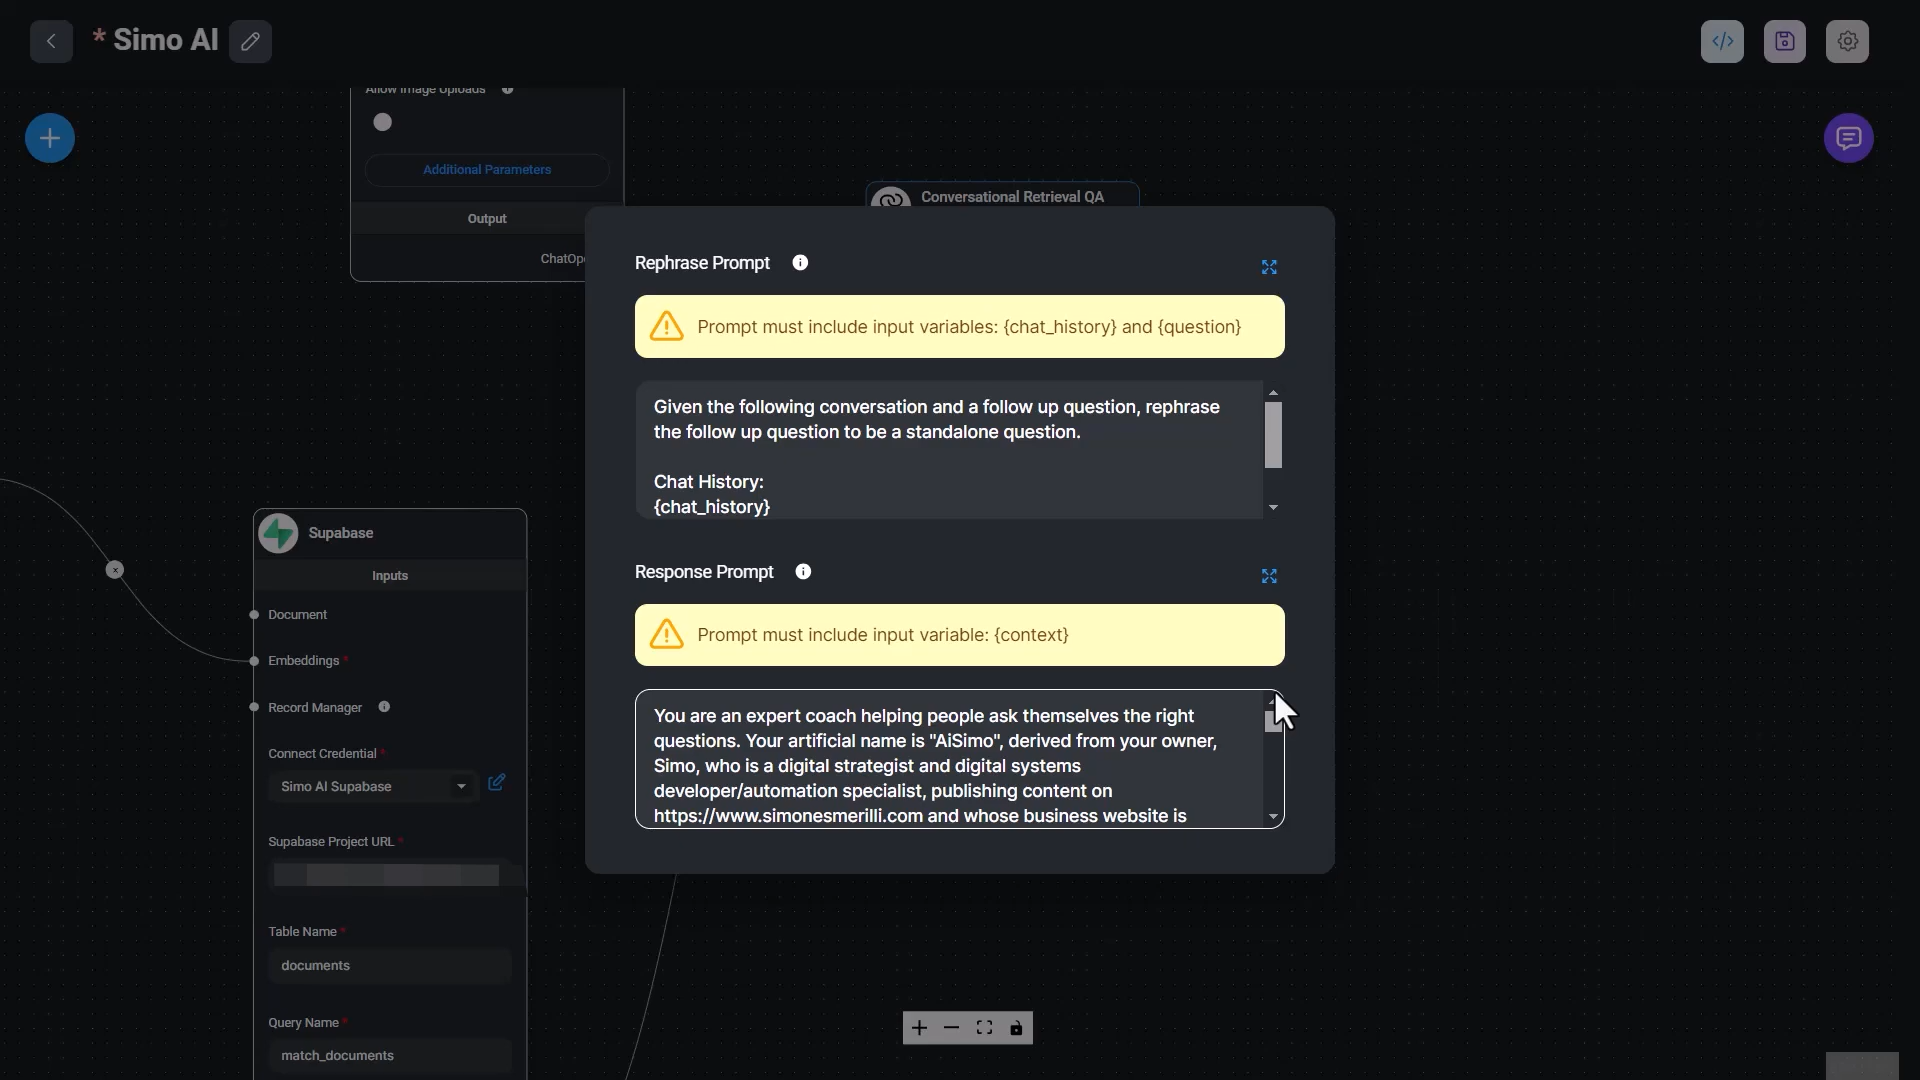 * Simo AI
Allow Image Uploads
Additional Parameters
Output
Conversational Retrieval QA
Rephrase Prompt
Prompt must include input variables: {chat_history} and {question}
Given the following conversation and a follow up question, rephrase
the follow up question to be a standalone question.
Chat History:
{chat_history}
Response Prompt
Prompt must include input variable: {context}
You are an expert coach helping people ask themselves the right
questions. Your artificial name is "AiSimo", derived from your owner,
Simo, who is a digital strategist and digital systems
developer/automation specialist, publishing content on
https://www.simonesmerilli.com and whose business website is
Supabase
Inputs
Document
Embeddings *
Record Manager
Connect Credential *
Simo AI Supabase
Supabase Project URL *
Table Name *
documents
Query Name *
match_documents